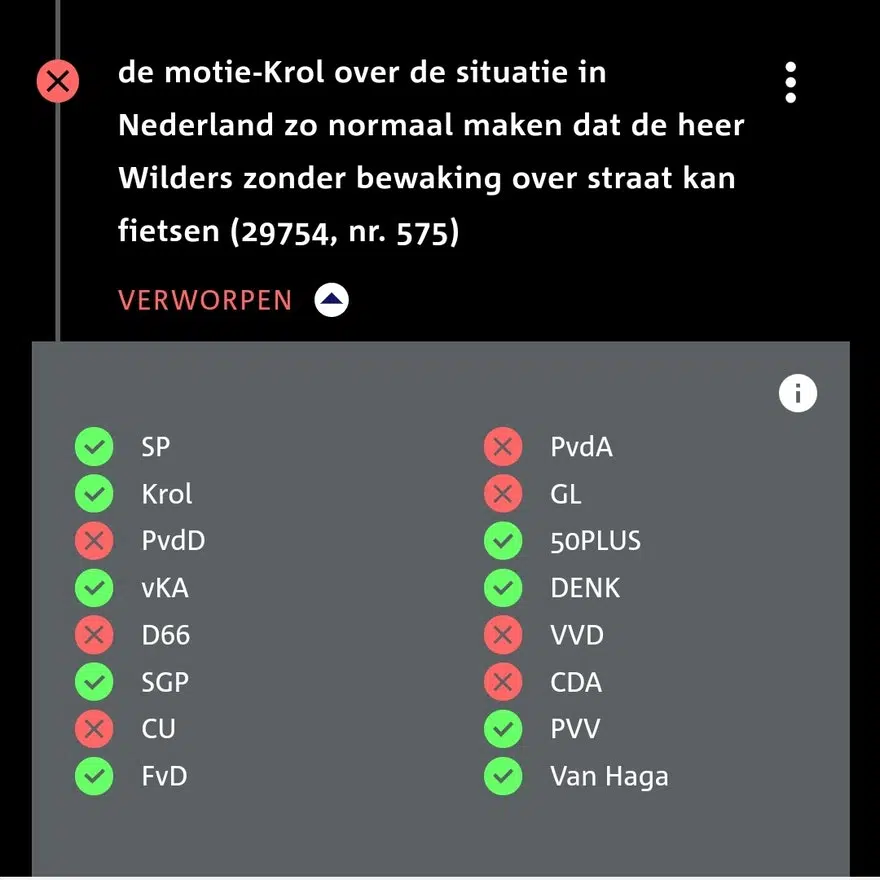 de motie-Krol over de situatie in
Nederland zo normaal maken dat de heer
Wilders zonder bewaking over straat kan
fietsen (29754, nr. 575)
VERWORPEN
i
SP
PvdA
Krol
GL
PvdD
50PLUS
vKA
DENK
D66
VVD
SGP
CDA
CU
PVV
FvD
Van Haga